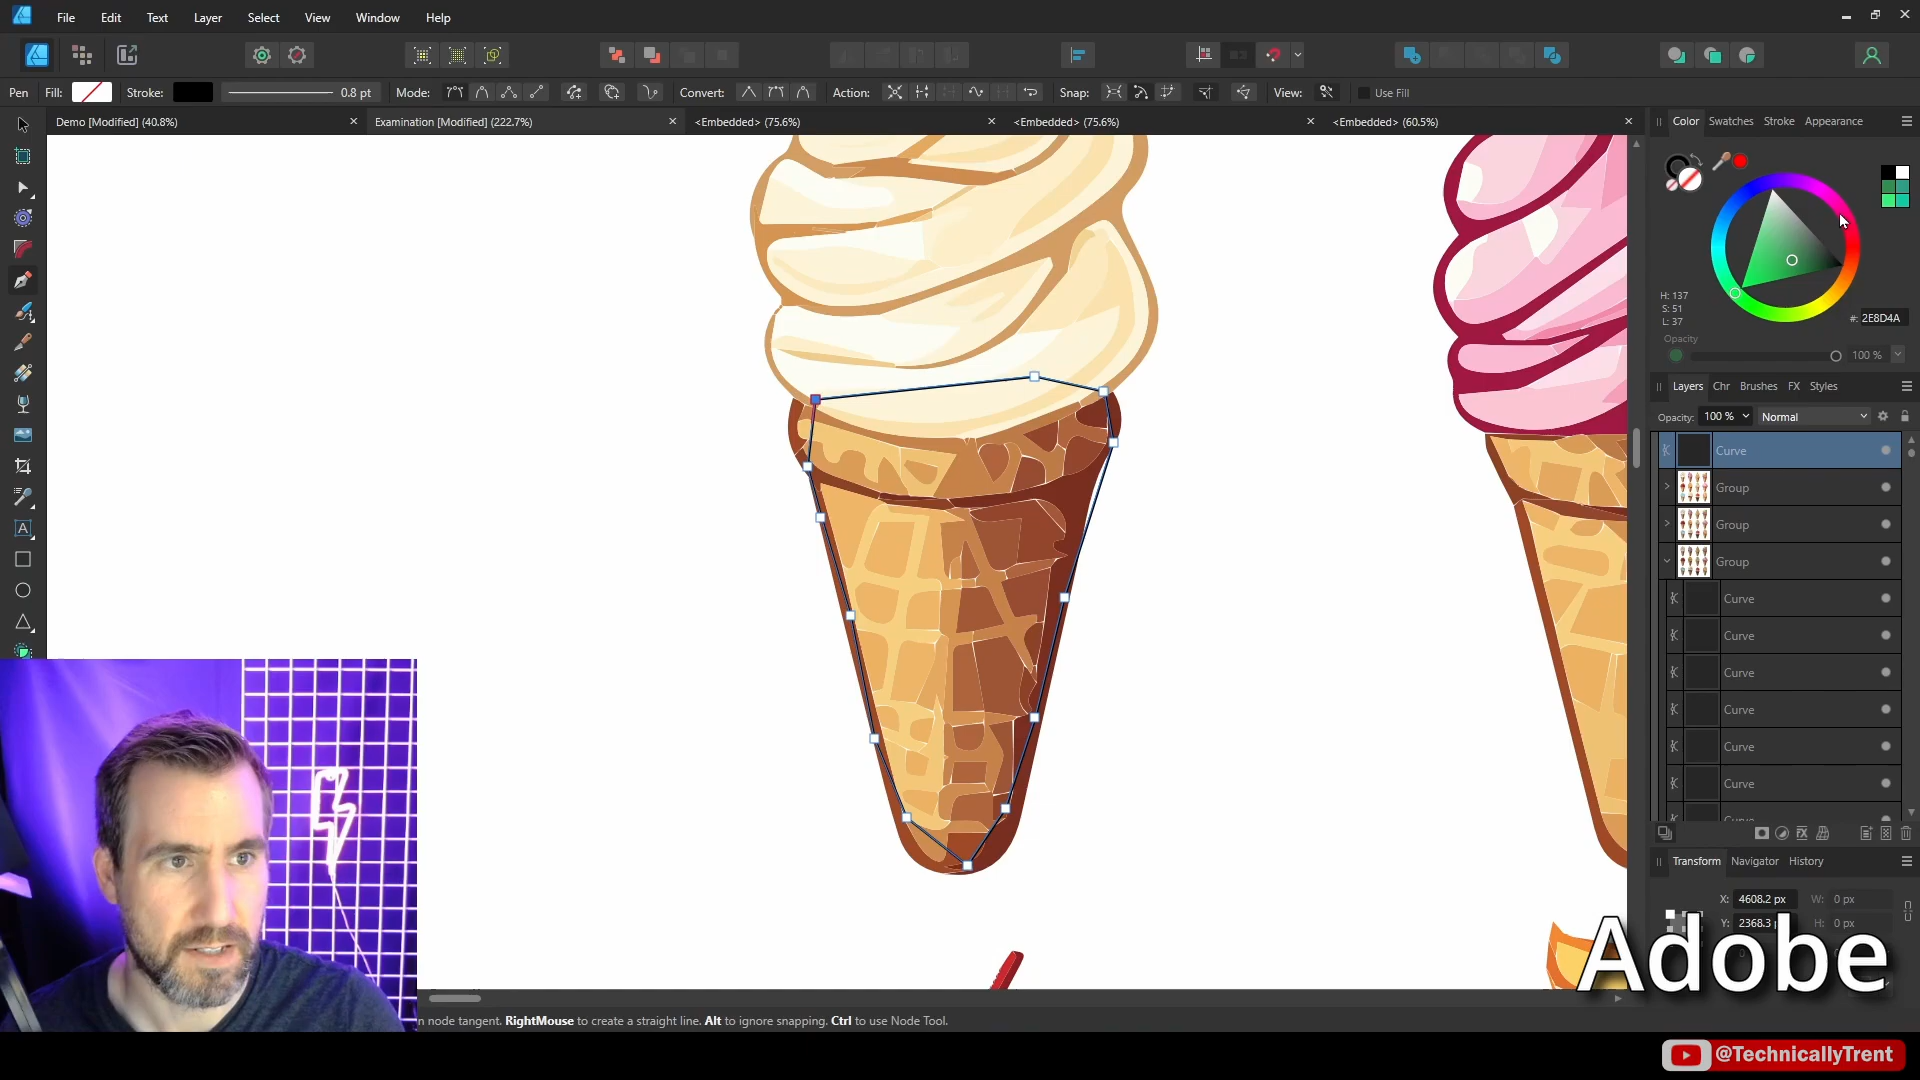 File Edit Text Layer Select View Window Help
Pen Fill: Stroke: 0.8 pt Mode: Convert: Action: Snap: View: Use Fill
Demo [Modified] (40.8%) Examination [Modified] (222.7%) <Embedded> (75.6%) <Embedded> (75.6%) <Embedded> (60.5%)
Color Swatches Stroke Appearance
H: 137
S: 51
L: 37
#: 2E8D4A
Opacity
100 %
Layers Chr Brushes FX Styles
Opacity: 100 % Normal
Curve
Group
Group
Group
Curve
Curve
Curve
Curve
Curve
Curve
Transform Navigator History
X: 4608.2 px W: 0 px
Y: 2368.3 H: 0 px
Adobe
n node tangent. RightMouse to create a straight line. Alt to ignore snapping. Ctrl to use Node Tool.
@TechnicallyTrent